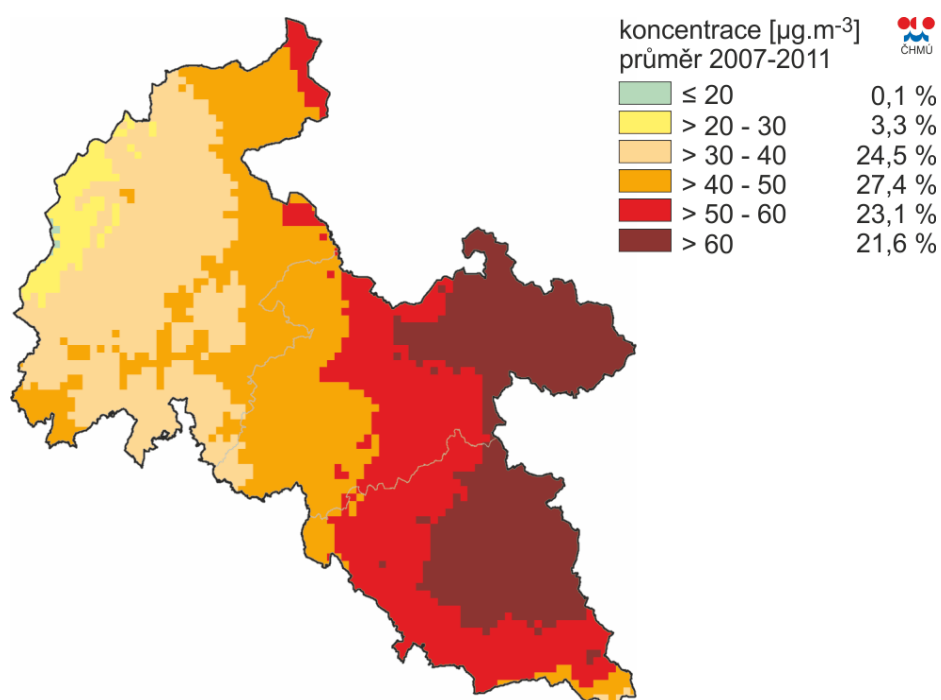 koncentrace [µg.m-3]
průměr 2007-2011
ČHMÚ
≤ 20 0,1 %
> 20 - 30 3,3 %
> 30 - 40 24,5 %
> 40 - 50 27,4 %
> 50 - 60 23,1 %
> 60 21,6 %